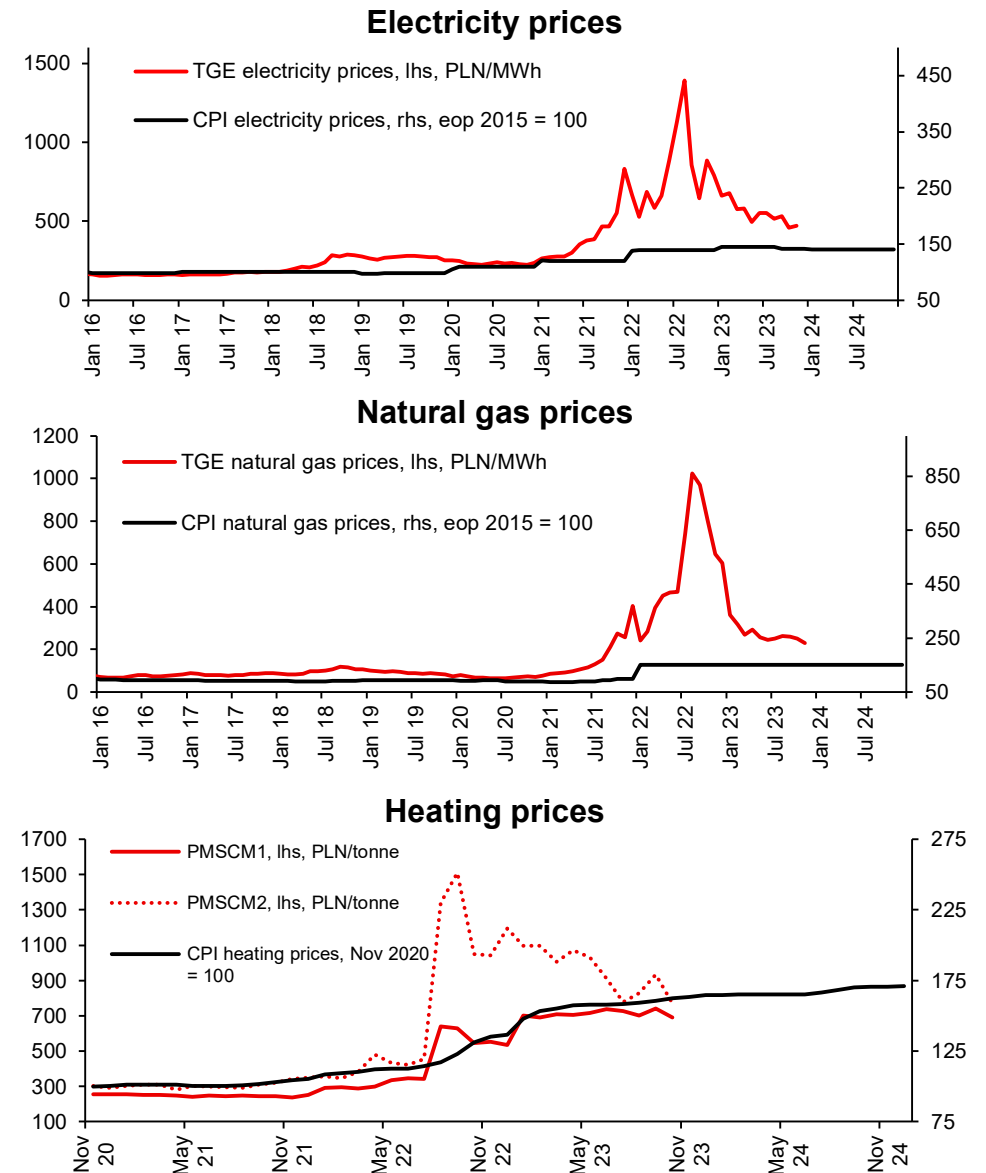 Electricity prices
1500
1000
500
0
TGE electricity prices, lhs, PLN/MWh
CPI electricity prices, rhs, eop 2015 = 100
450
350
250
150
50
Jan 16
Jul 16
Jan 17
Jul 17
Jan 18
Jul 18
Jan 19
Jul 19
Jan 20
Jul 20
Jan 21
Jul 21
Jan 22
Jul 22
Jan 23
Jul 23
Jan 24
Jul 24
Natural gas prices
1200
1000
800
600
400
200
0
TGE natural gas prices, lhs, PLN/MWh
CPI natural gas prices, rhs, eop 2015 = 100
850
650
450
250
50
Jan 16
Jul 16
Jan 17
Jul 17
Jan 18
Jul 18
Jan 19
Jul 19
Jan 20
Jul 20
Jan 21
Jul 21
Jan 22
Jul 22
Jan 23
Jul 23
Jan 24
Jul 24
Heating prices
1700
1500
1300
1100
900
700
500
300
100
PMSCM1, lhs, PLN/tonne
PMSCM2, lhs, PLN/tonne
CPI heating prices, Nov 2020
= 100
275
225
175
125
75
Nov
20
May
21
Nov
21
May
22
Nov
22
May
23
Nov
23
May
24
Nov
24